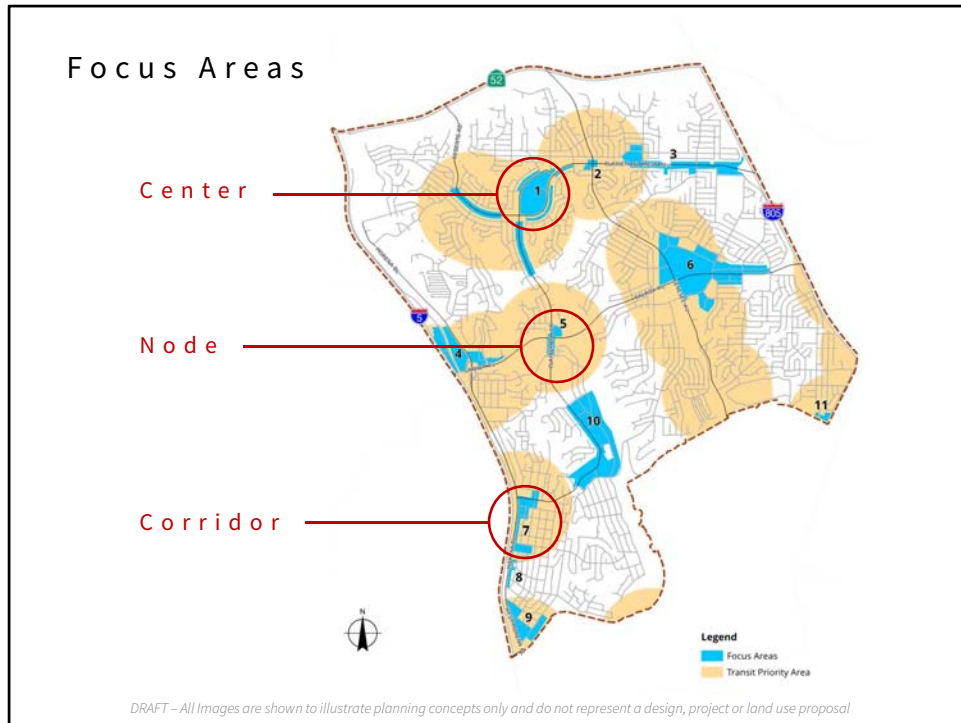 Focus Areas
52
Center
1
2
3
805
6
5
Node
5
4
11
10
Corridor
7
8
9
N
Legend
Focus Areas
Transit Priority Area
DRAFT – All Images are shown to illustrate planning concepts only and do not represent a design, project or land use proposal